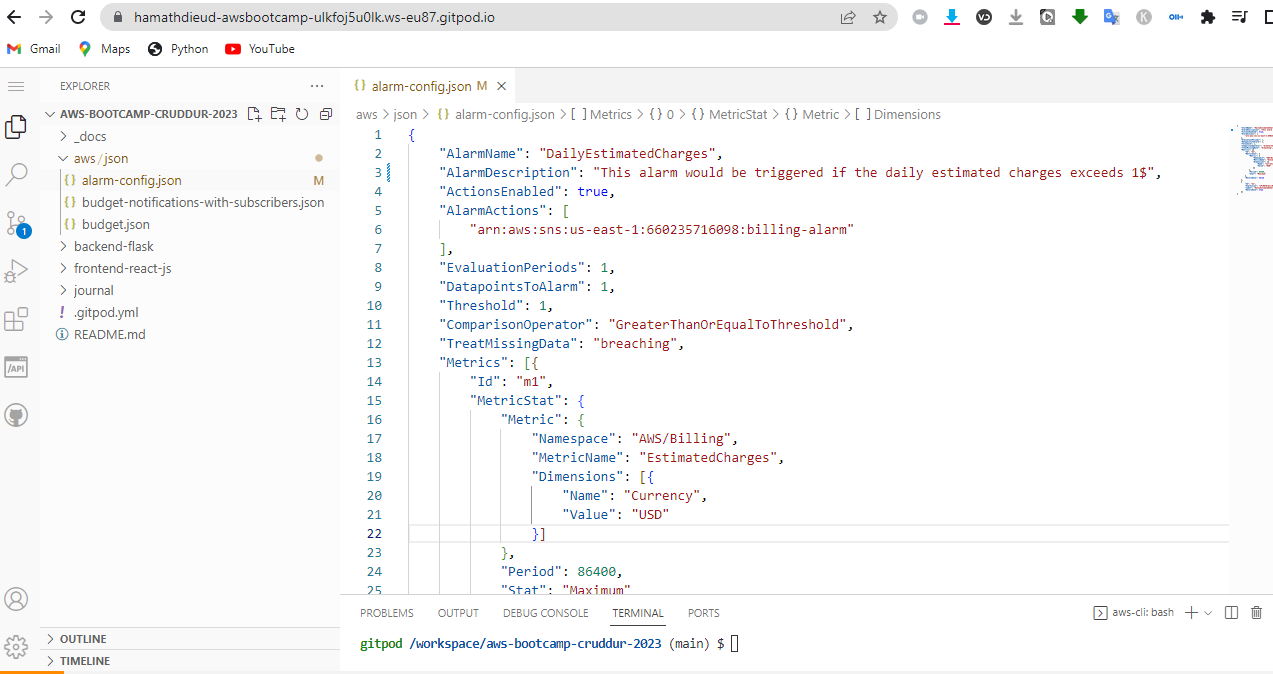 hamathdieud-awsbootcamp-ulkfoj5u0lk.ws-eu87.gitpod.io
Gmail Maps Python YouTube
EXPLORER
AWS-BOOTCAMP-CRUDDUR-2023
_docs
aws / json
{} alarm-config.json M
{} budget-notifications-with-subscribers.json
{} budget.json
backend-flask
frontend-react-js
journal
! .gitpod.yml
README.md
OUTLINE
TIMELINE
1
/API
{} alarm-config.json M
aws > json > {} alarm-config.json > [ ] Metrics > {} 0 > {} MetricStat > {} Metric > [ ] Dimensions
1 {
2 "AlarmName": "DailyEstimatedCharges",
3 "AlarmDescription": "This alarm would be triggered if the daily estimated charges exceeds 1$",
4 "ActionsEnabled": true,
5 "AlarmActions": [
6 "arn:aws:sns:us-east-1:660235716098:billing-alarm"
7 ],
8 "EvaluationPeriods": 1,
9 "DatapointsToAlarm": 1,
10 "Threshold": 1,
11 "ComparisonOperator": "GreaterThanOrEqualToThreshold",
12 "TreatMissingData": "breaching",
13 "Metrics": [{
14 "Id": "m1",
15 "MetricStat": {
16 "Metric": {
17 "Namespace": "AWS/Billing",
18 "MetricName": "EstimatedCharges",
19 "Dimensions": [{
20 "Name": "Currency",
21 "Value": "USD"
22 }]
23 },
24 "Period": 86400,
25 "Stat": "Maximum"
PROBLEMS OUTPUT DEBUG CONSOLE TERMINAL PORTS
aws-cli: bash
gitpod /workspace/aws-bootcamp-cruddur-2023 (main) $